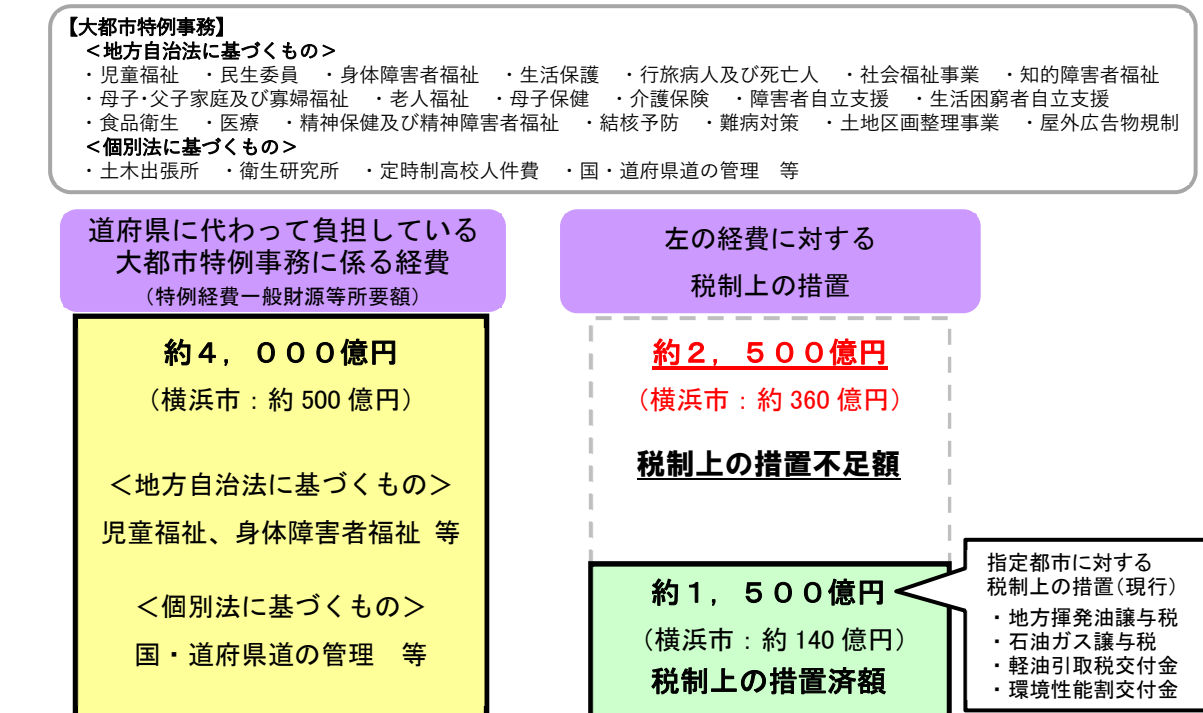 【大都市特例事務】
＜地方自治法に基づくもの＞
・児童福祉　・民生委員　・身体障害者福祉　・生活保護　・行旅病人及び死亡人　・社会福祉事業　・知的障害者福祉
・母子・父子家庭及び寡婦福祉　・老人福祉　・母子保健　・介護保険　・障害者自立支援　・生活困窮者自立支援
・食品衛生　・医療　・精神保健及び精神障害者福祉　・結核予防　・難病対策　・土地区画整理事業　・屋外広告物規制
＜個別法に基づくもの＞
・土木出張所　・衛生研究所　・定時制高校人件費　・国・道府県道の管理　等
道府県に代わって負担している
大都市特例事務に係る経費
（特例経費一般財源等所要額）
約４，０００億円
（横浜市：約 500 億円）
＜地方自治法に基づくもの＞
児童福祉、身体障害者福祉 等
＜個別法に基づくもの＞
国・道府県道の管理　等
左の経費に対する
税制上の措置
約２，５００億円
（横浜市：約 360 億円）
税制上の措置不足額
約１，５００億円
（横浜市：約 140 億円）
税制上の措置済額
指定都市に対する
税制上の措置（現行）
・地方揮発油譲与税
・石油ガス譲与税
・軽油引取税交付金
・環境性能割交付金